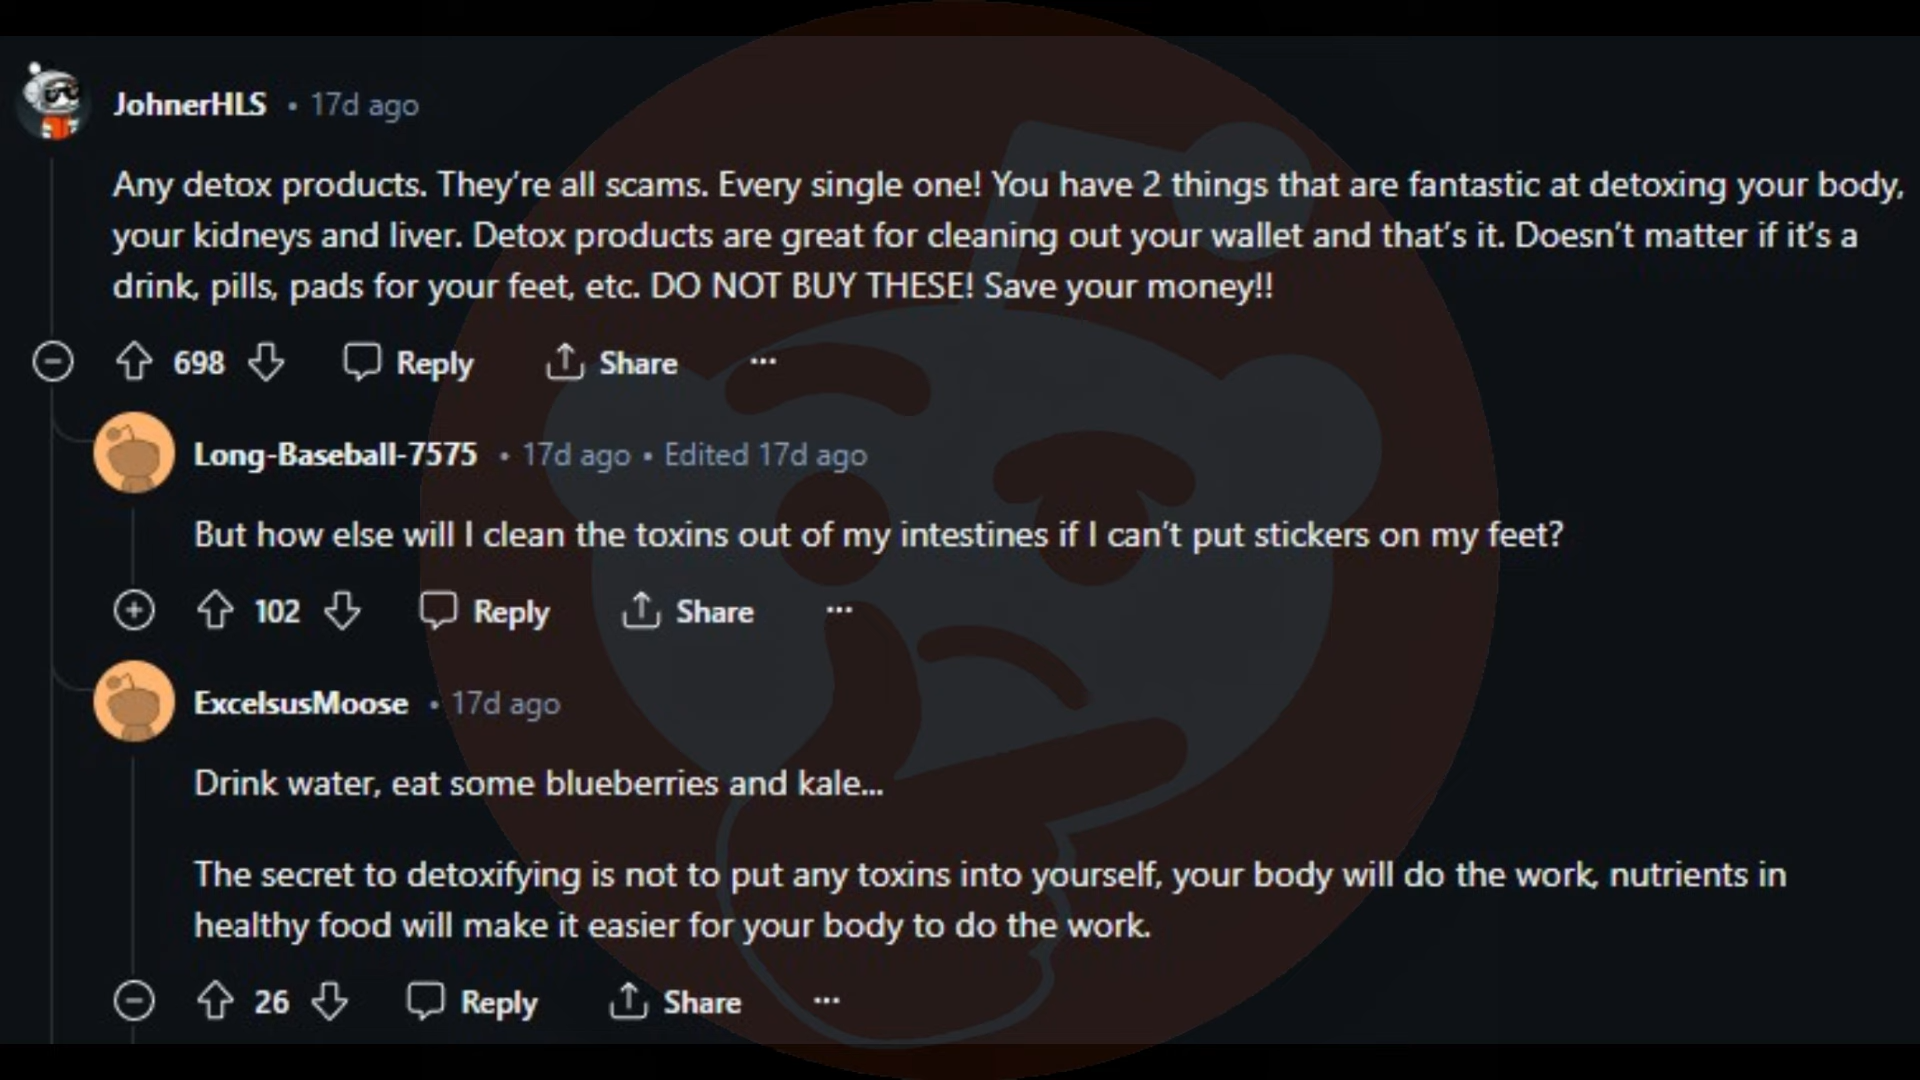 JohnerHLS • 17d ago
Any detox products. They're all scams. Every single one! You have 2 things that are fantastic at detoxing your body,
your kidneys and liver. Detox products are great for cleaning out your wallet and that's it. Doesn't matter if it's a
drink, pills, pads for your feet, etc. DO NOT BUY THESE! Save your money!!
698 Reply Share ...
Long-Baseball-7575 • 17d ago • Edited 17d ago
But how else will I clean the toxins out of my intestines if I can't put stickers on my feet?
102 Reply Share ...
ExcelsusMoose • 17d ago
Drink water, eat some blueberries and kale...
The secret to detoxifying is not to put any toxins into yourself, your body will do the work, nutrients in
healthy food will make it easier for your body to do the work.
26 Reply Share ...